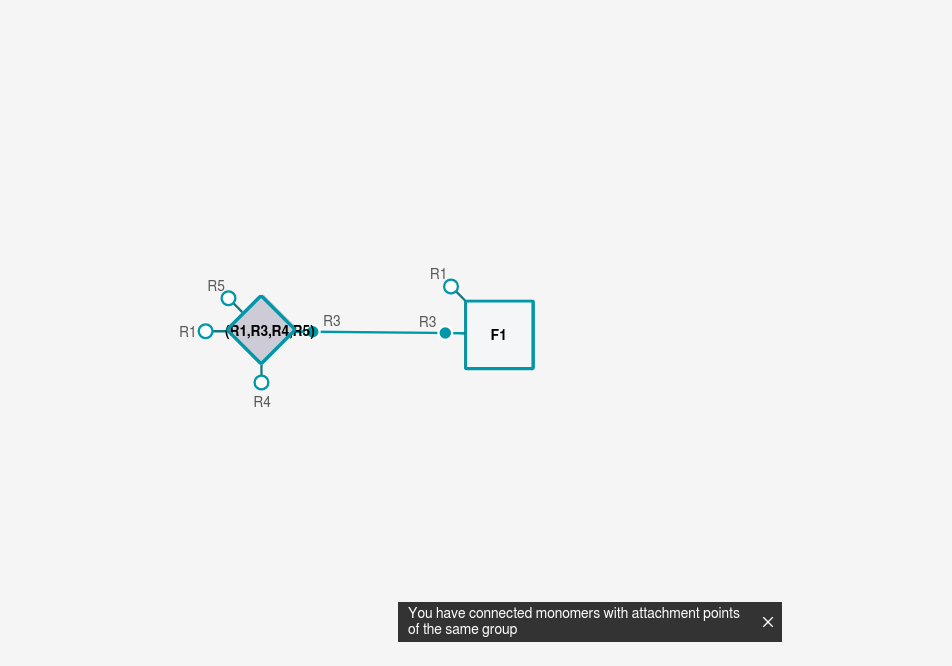 R5
R1
(R1,R3,R4,R5)
R3
R4
R1
R3
F1
You have connected monomers with attachment points
of the same group